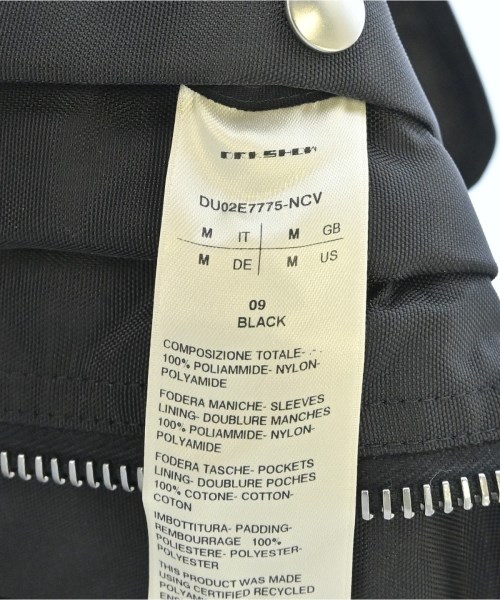 DRKSHDW
DU02E7775-NCV
M IT M GB
M DE M US
09
BLACK
COMPOSIZIONE TOTALE-
100% POLIAMMIDE- NYLON-
POLYAMIDE
FODERA MANICHE- SLEEVES
LINING- DOUBLURE MANCHES
100% POLIAMMIDE- NYLON-
POLYAMIDE
FODERA TASCHE- POCKETS
LINING- DOUBLURE POCHES
100% COTONE- COTTON-
COTON
IMBOTTITURA- PADDING-
REMBOURRAGE 100%
POLIESTERE- POLYESTER-
POLYESTER
THIS PRODUCT WAS MADE
USING CERTIFIED RECYCLED